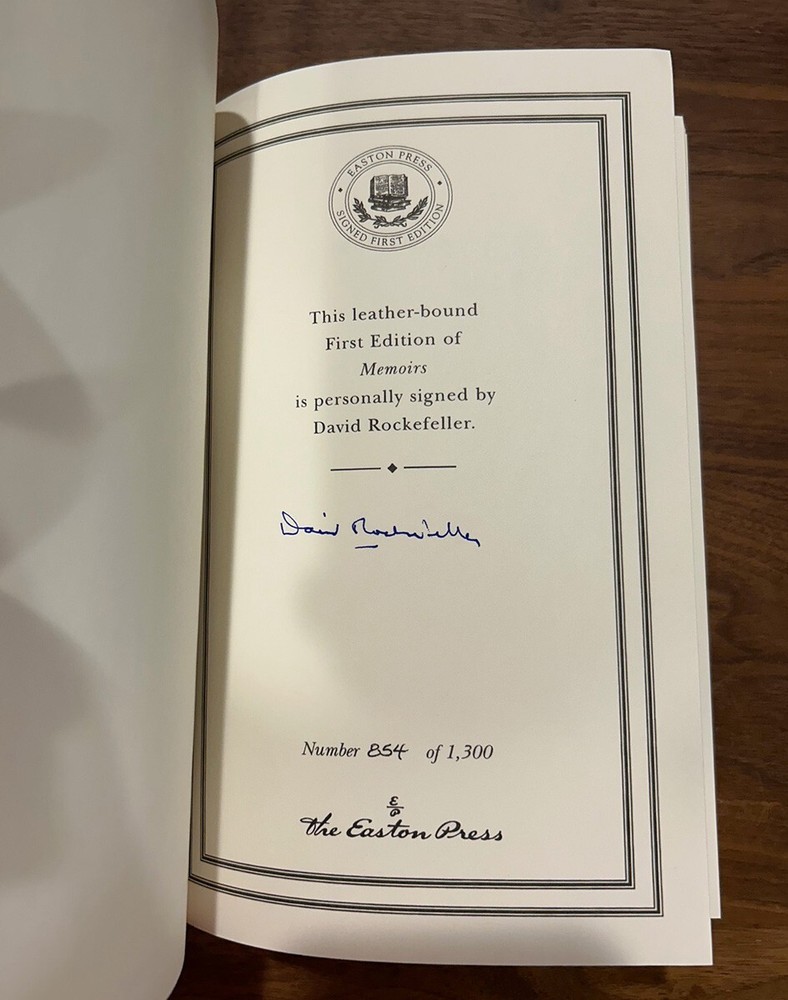 EASTON PRESS
SIGNED FIRST EDITION
This leather-bound
First Edition of
Memoirs
is personally signed by
David Rockefeller.
David Rockefeller
Number 854 of 1,300
E
P
the Easton Press